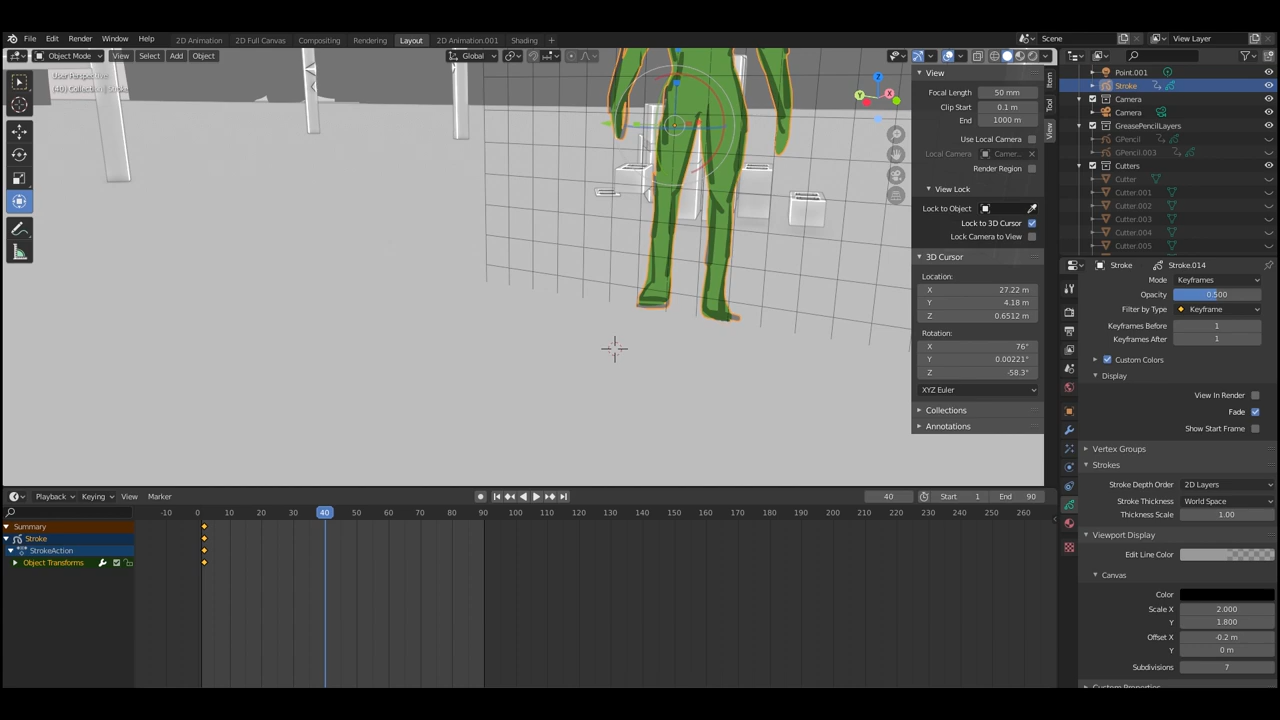 File Edit Render Window Help 2D Animation 2D Full Canvas Compositing Rendering Layout 2D Animation.001 Shading + Scene View Layer
Object Mode View Select Add Object Global
User Perspective
Z
Y X
View
Focal Length 50 mm
Clip Start 0.1 m
End 1000 m
Use Local Camera
Local Camera Camer...
Render Region
View Lock
Lock to Object
Lock to 3D Cursor
Lock Camera to View
3D Cursor
Location:
X 27.22 m
Y 4.18 m
Z 0.6512 m
Rotation:
X 76°
Y 0.00221°
Z -58.3°
XYZ Euler
Collections
Annotations
Item
Tool
View
Point.001
Stroke
Camera
Camera
GreasePencilLayers
GPencil
GPencil.003
Cutters
Cutter
Cutter.001
Cutter.002
Cutter.003
Cutter.004
Cutter.005
Stroke Stroke.014
Mode Keyframes
Opacity 0.500
Filter by Type Keyframe
Keyframes Before 1
Keyframes After 1
Custom Colors
Display
View In Render
Fade
Show Start Frame
Vertex Groups
Strokes
Stroke Depth Order 2D Layers
Stroke Thickness World Space
Thickness Scale 1.00
Viewport Display
Edit Line Color
Canvas
Color
Scale X 2.000
Y 1.800
Offset X -0.2 m
Y 0 m
Subdivisions 7
Playback Keying View Marker 40 Start 1 End 90
-10 0 10 20 30 40 50 60 70 80 90 100 110 120 130 140 150 160 170 180 190 200 210 220 230 240 250 260
Summary
Stroke
StrokeAction
Object Transforms